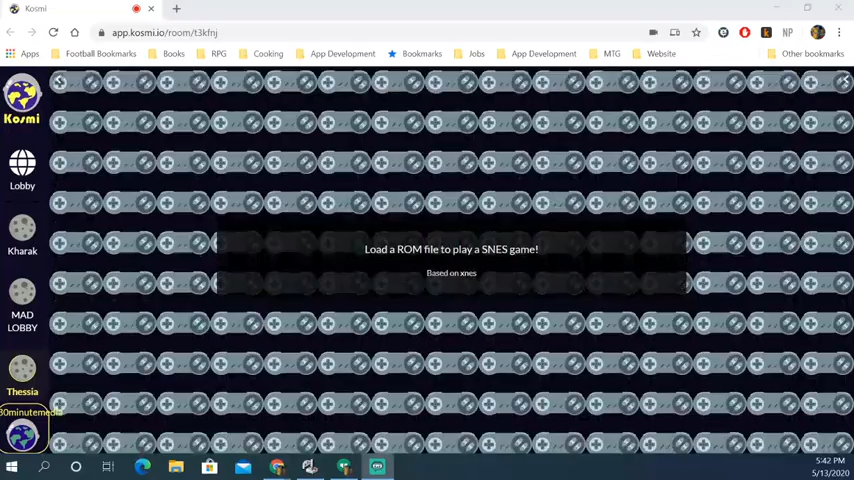 Kosmi
app.kosmi.io/room/t3kfnj
NP
Apps
Football Bookmarks
Books
RPG
Cooking
App Development
Bookmarks
Jobs
App Development
MTG
Website
Other bookmarks
Kosmi
Lobby
Kharak
MAD
LOBBY
Thessia
30minutemedia
Load a ROM file to play a SNES game!
Based on xnes
5:42 PM
5/13/2020